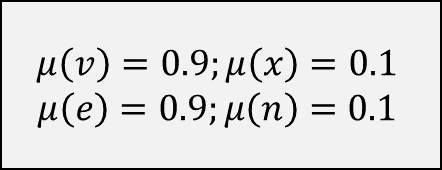 μ(v) = 0.9; μ(x) = 0.1
μ(e) = 0.9; μ(n) = 0.1